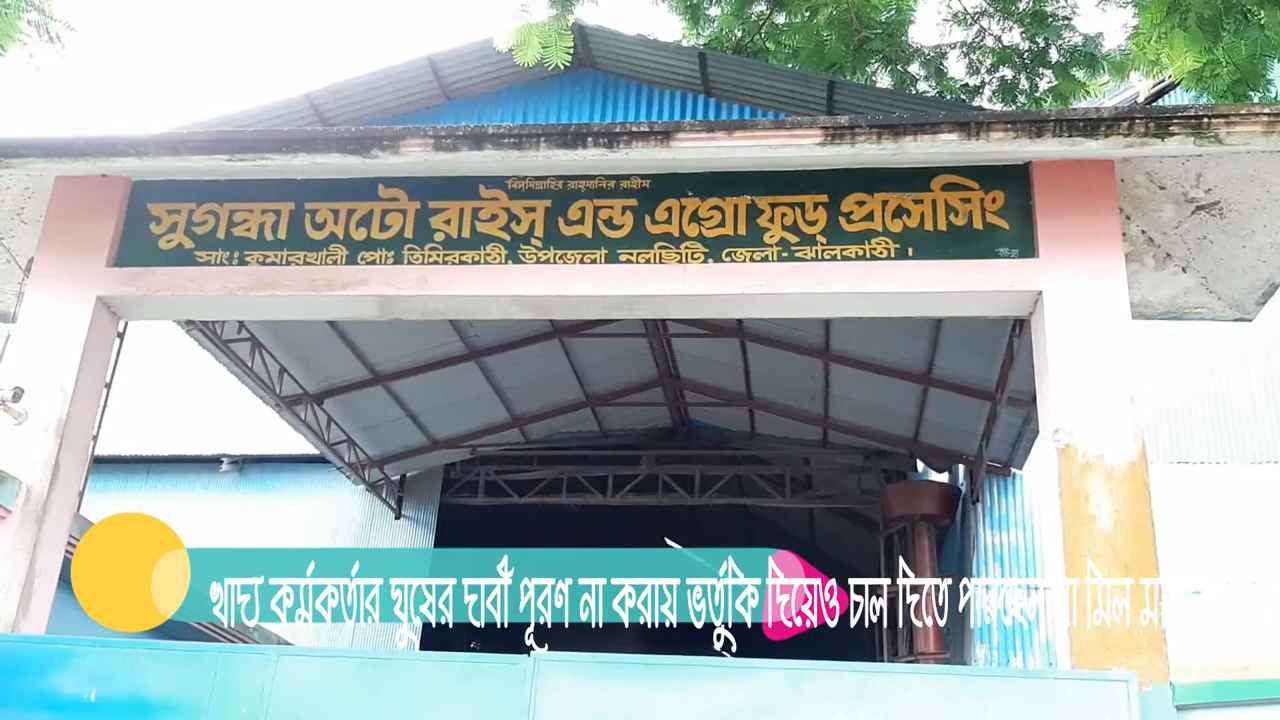 বিসমিল্লাহির রাহমানির রাহীম
সুগন্ধা অটো রাইস্ এন্ড এগ্রো ফুড্ প্রসেসিং
সাং: কুমারখালী পোঃ তিমিরকাঠী, উপজেলা নলছিটি, জেলা- ঝালকাঠী ।
খাদ্য কর্মকর্তার ঘুষের দাবী পূরণ না করায় ভর্তুকি দিয়েও চাল দিতে পারছেন না মিল